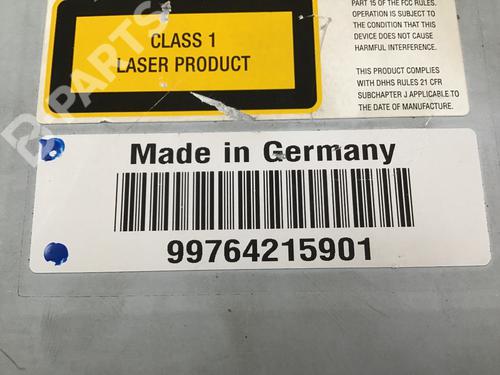 PART 15 OF THE FCC RULES.
OPERATION IS SUBJECT TO
THE CONDITION THAT THIS
DEVICE DOES NOT CAUSE
HARMFUL INTERFERENCE.
CLASS 1
LASER PRODUCT
THIS PRODUCT COMPLIES
WITH DHHS RULES 21 CFR
SUBCHAPTER J APPLICABLE TO
THE DATE OF MANUFACTURE.
B-PARTS
Made in Germany
99764215901